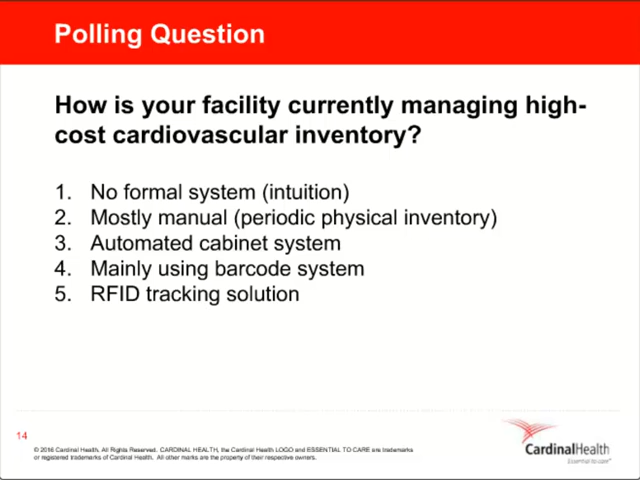 Polling Question
How is your facility currently managing high-
cost cardiovascular inventory?
1. No formal system (intuition)
2. Mostly manual (periodic physical inventory)
3. Automated cabinet system
4. Mainly using barcode system
5. RFID tracking solution
14
© 2016 Cardinal Health. All Rights Reserved. CARDINAL HEALTH, the Cardinal Health LOGO and ESSENTIAL TO CARE are trademarks
or registered trademarks of Cardinal Health. All other marks are the property of their respective owners.
CardinalHealth
Essential to care™